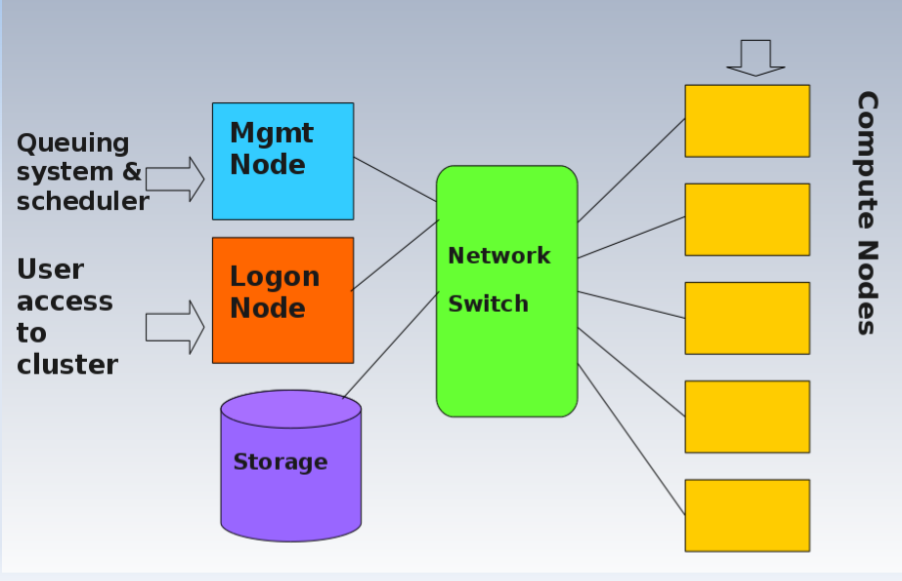 Queuing
system &
scheduler
Mgmt
Node
User
access
to
cluster
Logon
Node
Storage
Network
Switch
Compute Nodes